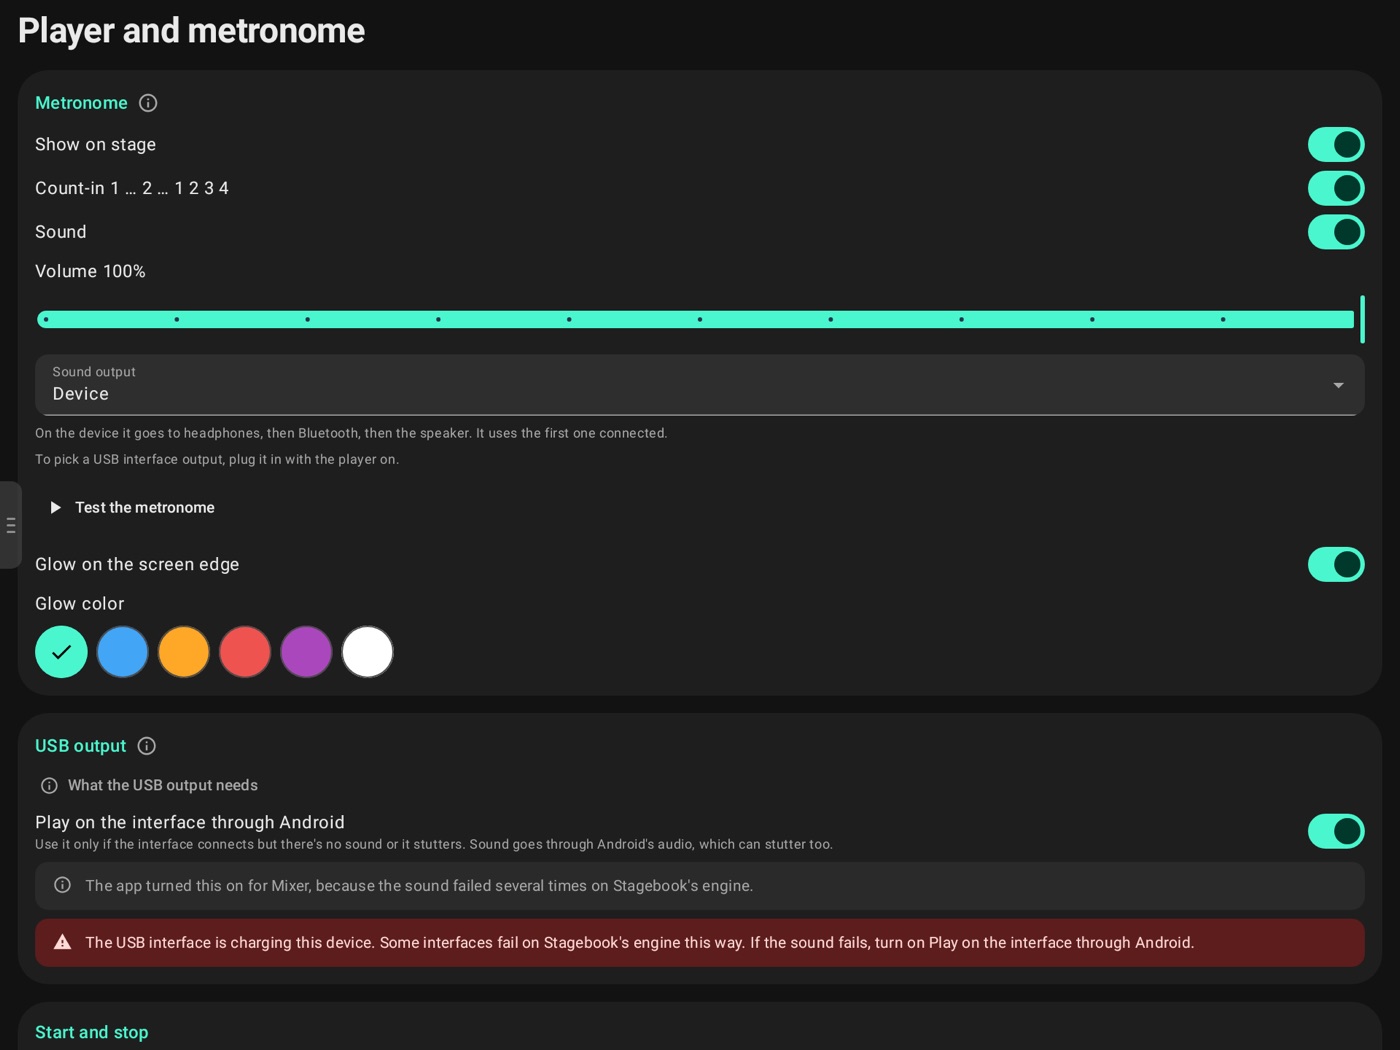 Player and metronome
Metronome
Show on stage
Count-in 1 ... 2 ... 1 2 3 4
Sound
Volume 100%
Sound output
Device
On the device it goes to headphones, then Bluetooth, then the speaker. It uses the first one connected.
To pick a USB interface output, plug it in with the player on.
Test the metronome
Glow on the screen edge
Glow color
USB output
What the USB output needs
Play on the interface through Android
Use it only if the interface connects but there's no sound or it stutters. Sound goes through Android's audio, which can stutter too.
The app turned this on for Mixer, because the sound failed several times on Stagebook's engine.
The USB interface is charging this device. Some interfaces fail on Stagebook's engine this way. If the sound fails, turn on Play on the interface through Android.
Start and stop